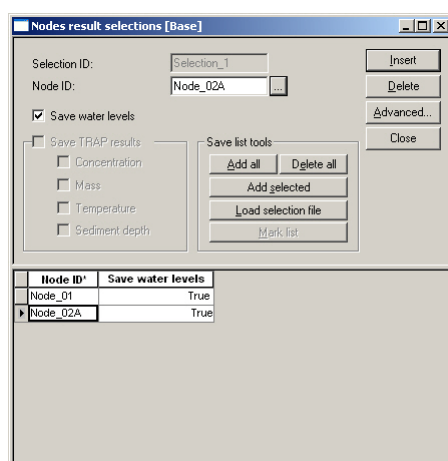 Nodes result selections [Base]
Selection ID: Selection_1 Insert
Node ID: Node_02A ... Delete
Save water levels Advanced...
Save TRAP results Save list tools Close
Concentration Add all Delete all
Mass Add selected
Temperature Load selection file
Sediment depth Mark list
Node ID* Save water levels
Node_01 True
Node_02A True